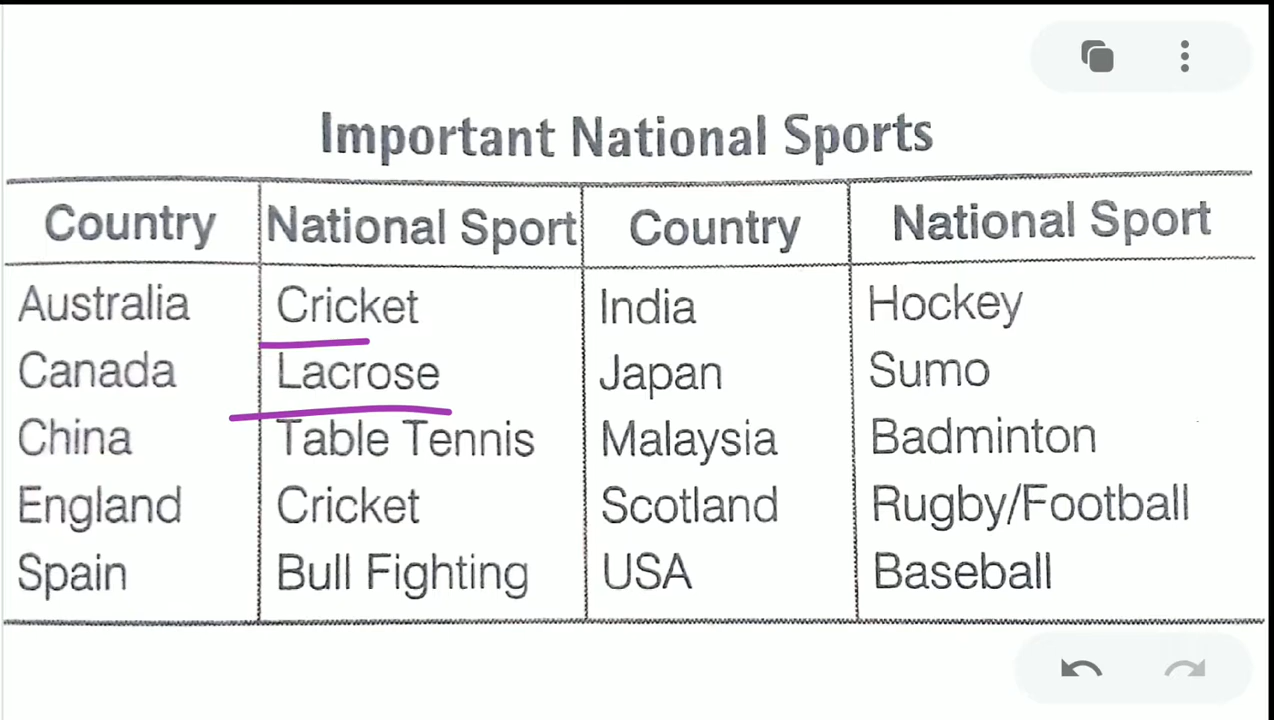 Important National Sports
Country National Sport Country National Sport
Australia Cricket India Hockey
Canada Lacrose Japan Sumo
China Table Tennis Malaysia Badminton
England Cricket Scotland Rugby/Football
Spain Bull Fighting USA Baseball